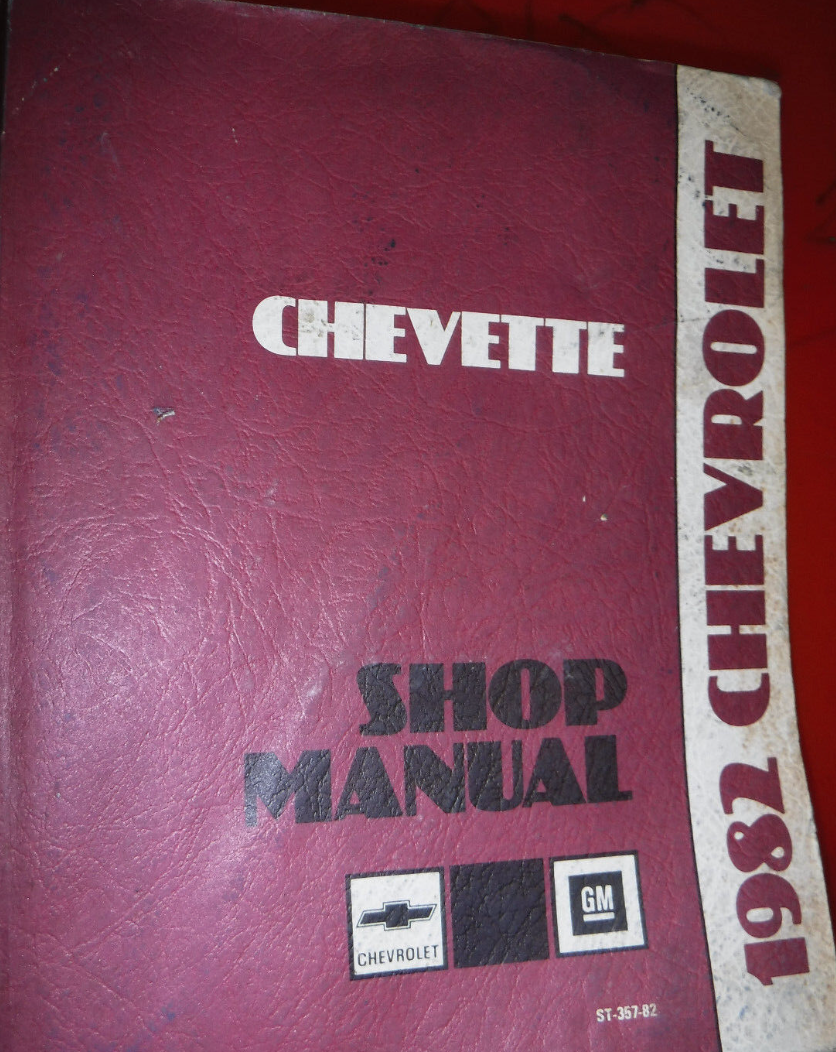 CHEVETTE
SHOP
MANUAL
CHEVROLET
GM
ST-357-82
1982 CHEVROLET